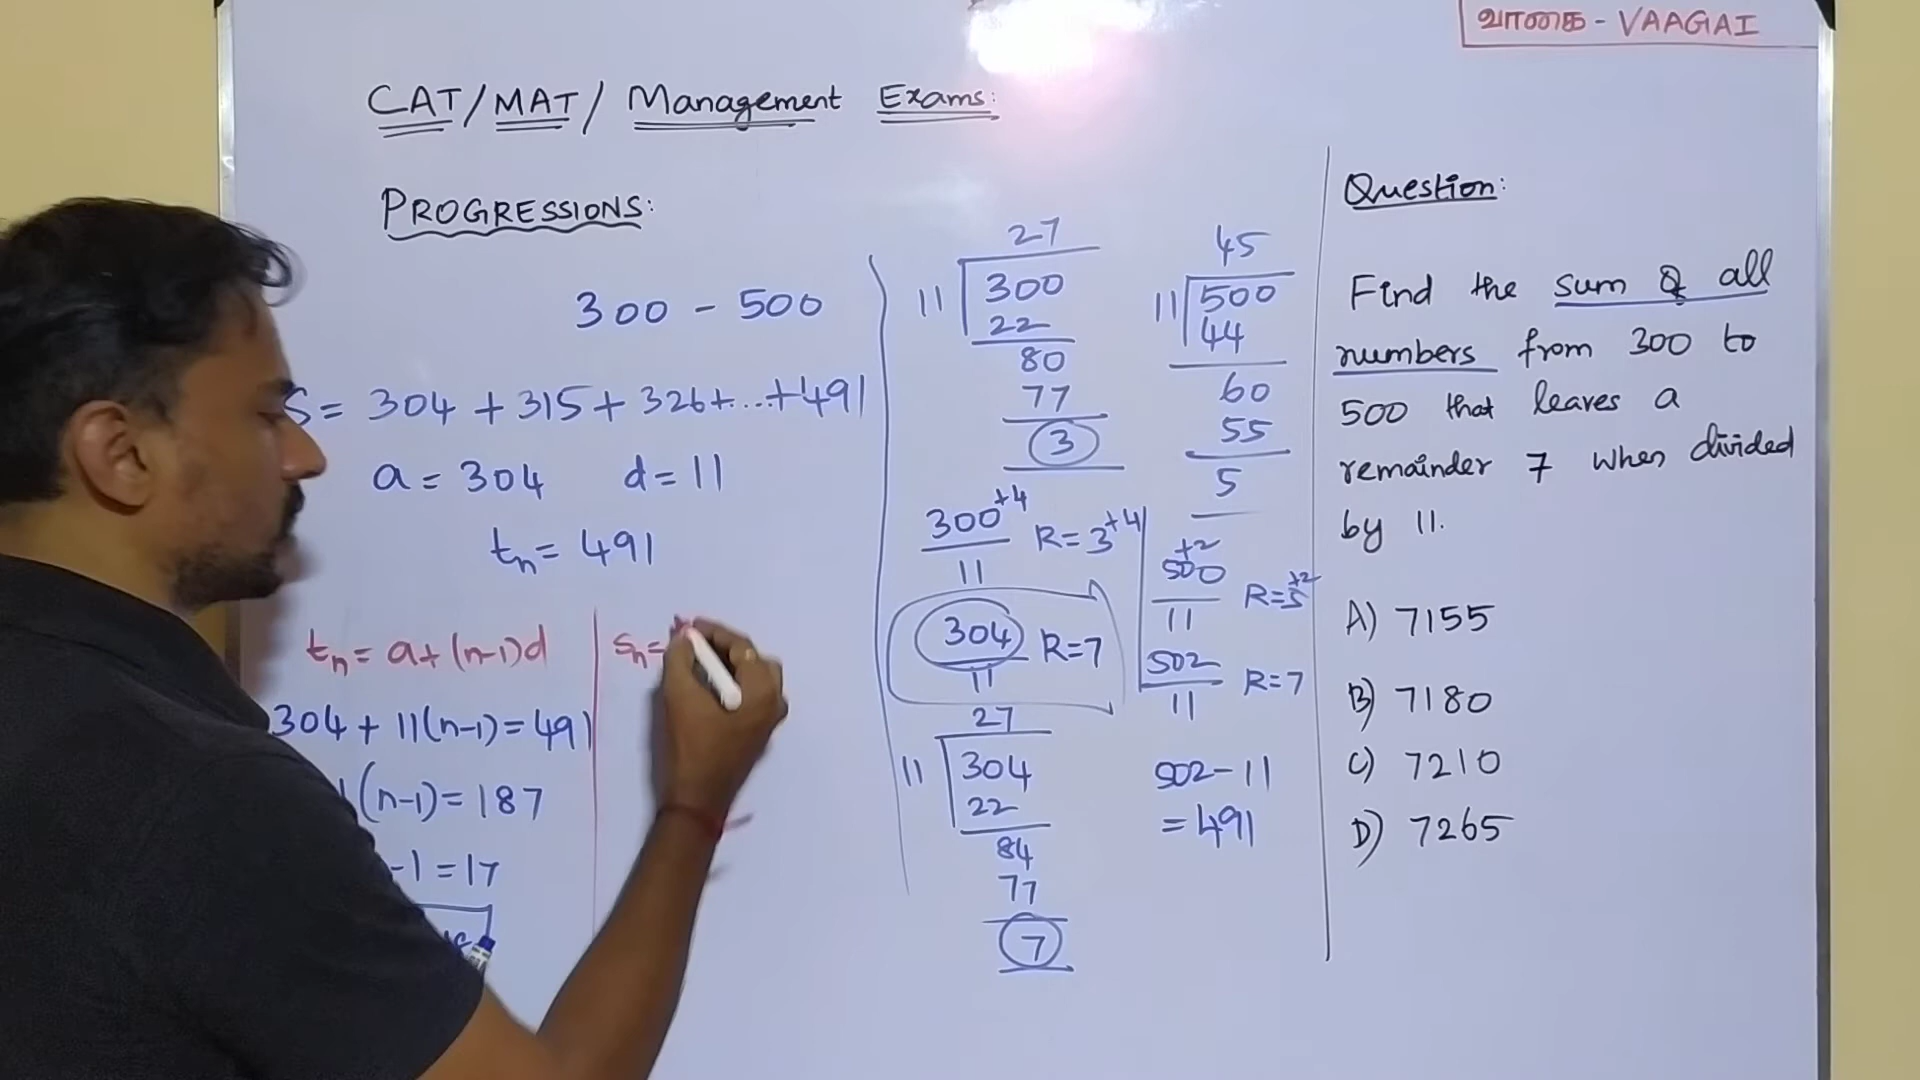 வாகை - VAAGAI
CAT/MAT/ Management Exams:
PROGRESSIONS:
300 - 500
S= 304 + 315 + 326+...+491
a = 304 d = 11
tn = 491
tn = a+(n-1)d
304 + 11(n-1) = 491
(n-1) = 187
-1 = 17
Sn =
27
11 300
22
80
77
3
45
11 500
44
60
55
5
300+4
11
R = 3+4
304
11
R = 7
27
11 304
22
84
77
7
+2
500
11
R = 5+2
502
11
R = 7
502 - 11
= 491
Question:
Find the sum of all
numbers from 300 to
500 that leaves a
remainder 7 when divided
by 11.
A) 7155
B) 7180
C) 7210
D) 7265